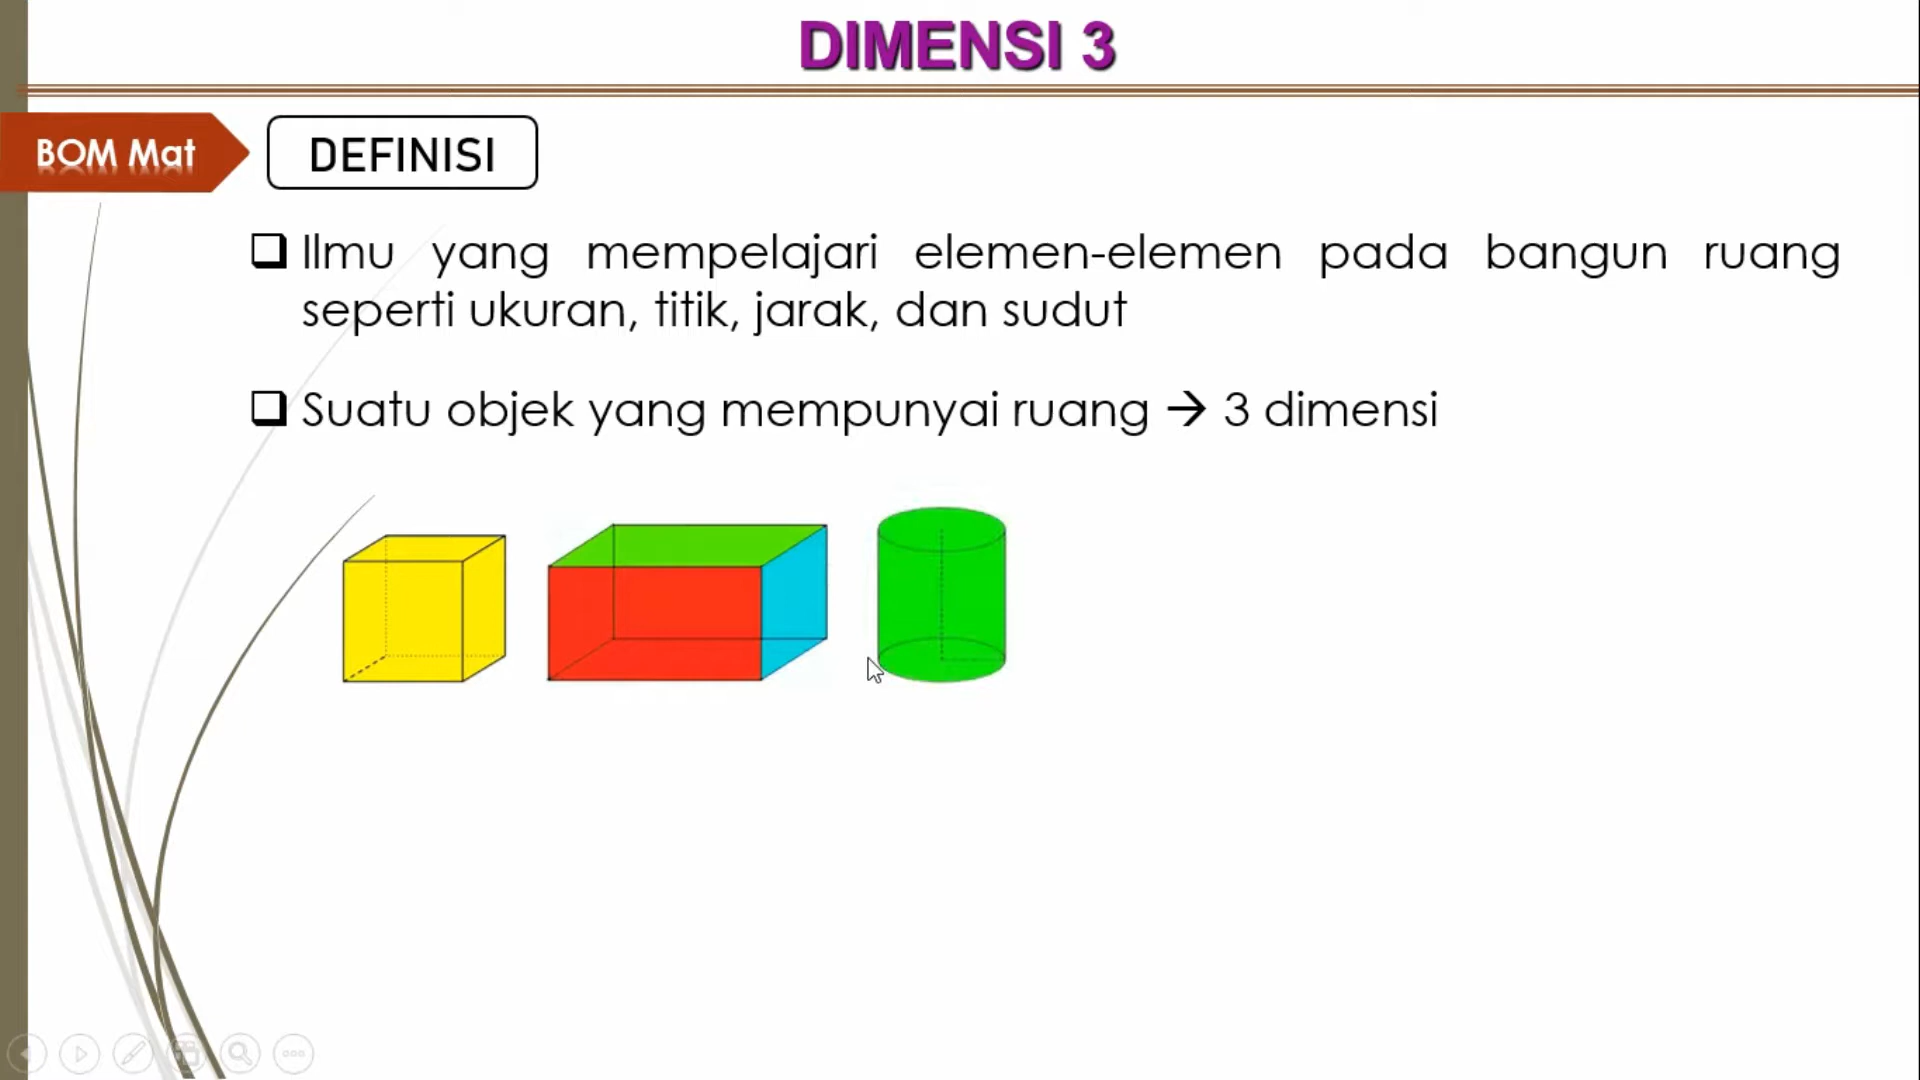 DIMENSI 3
BOM Mat
DEFINISI
Ilmu yang mempelajari elemen-elemen pada bangun ruang
seperti ukuran, titik, jarak, dan sudut
Suatu objek yang mempunyai ruang → 3 dimensi